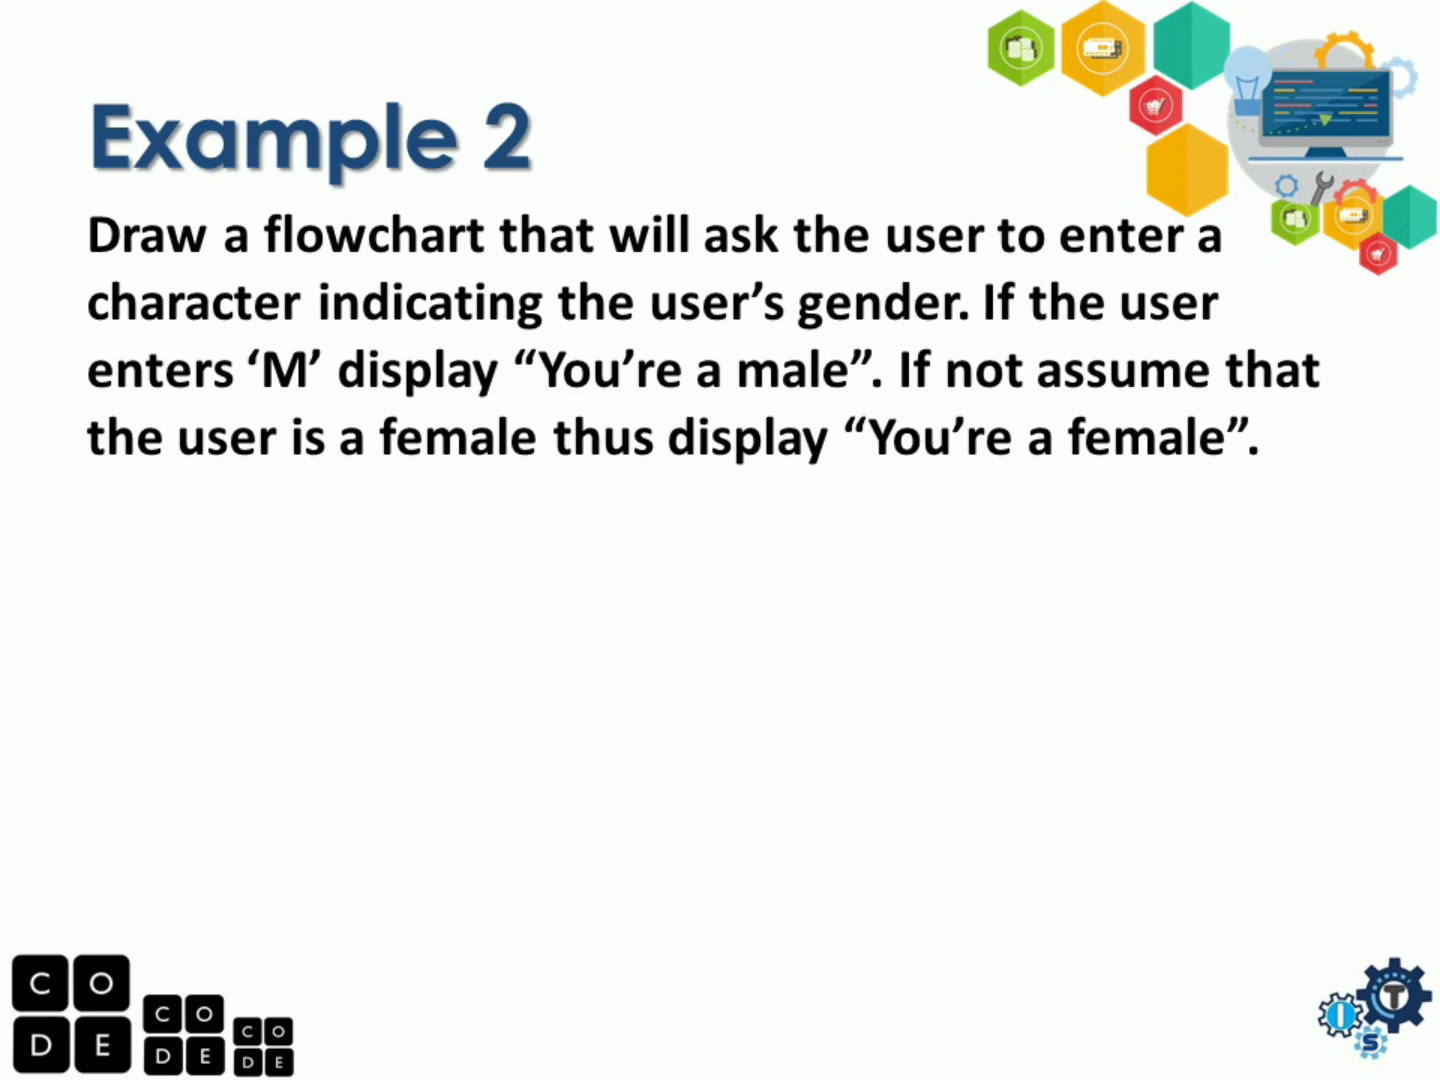 Example 2
Draw a flowchart that will ask the user to enter a
character indicating the user’s gender. If the user
enters ‘M’ display “You’re a male”. If not assume that
the user is a female thus display “You’re a female”.
C O
D E
C O
D E
C O
D E
I T
S